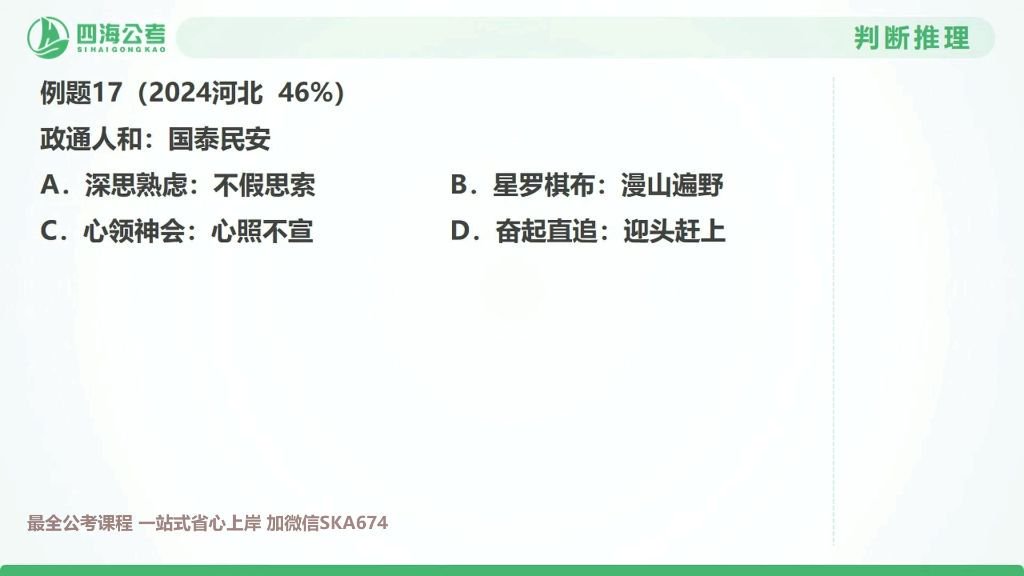 四海公考
SIHAIGONGKAO
判断推理
例题17（2024河北 46%）
政通人和：国泰民安
A．深思熟虑：不假思索
B．星罗棋布：漫山遍野
C．心领神会：心照不宣
D．奋起直追：迎头赶上
最全公考课程 一站式省心上岸 加微信SKA674